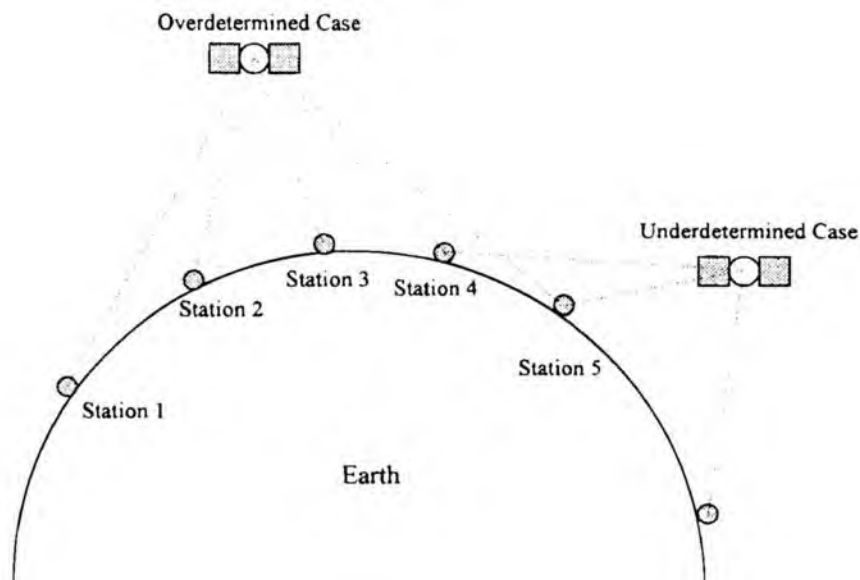 Overdetermined Case
Underdetermined Case
Station 3
Station 4
Station 2
Station 5
Station 1
Earth